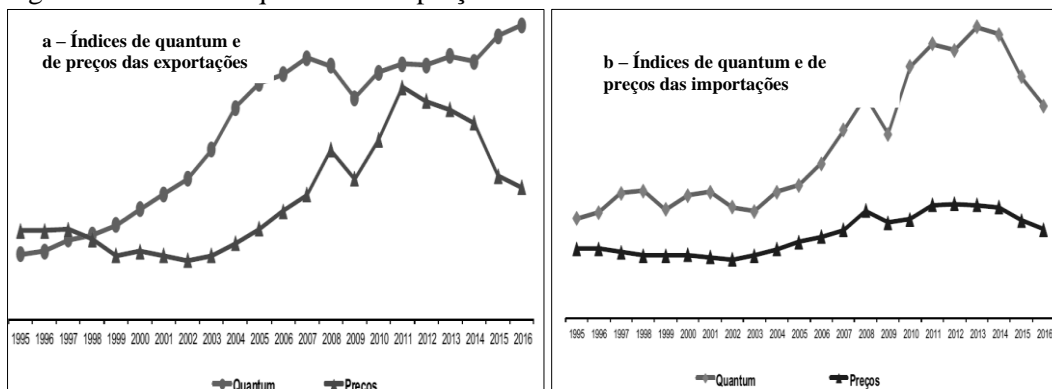 a – Índices de quantum e
de preços das exportações
1995 1996 1997 1998 1999 2000 2001 2002 2003 2004 2005 2006 2007 2008 2009 2010 2011 2012 2013 2014 2015 2016
Quantum Preços
b – Índices de quantum e de
preços das importações
1995 1996 1997 1998 1999 2000 2001 2002 2003 2004 2005 2006 2007 2008 2009 2010 2011 2012 2013 2014 2015 2016
Quantum Preços